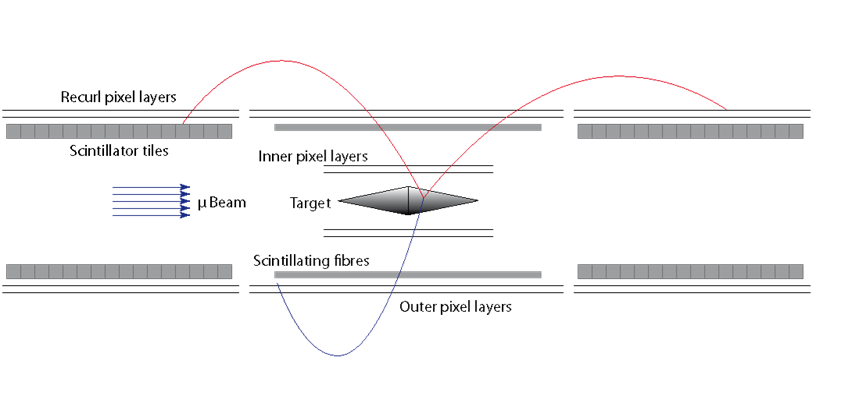 Recurl pixel layers
Scintillator tiles
Inner pixel layers
μ Beam
Target
Scintillating fibres
Outer pixel layers